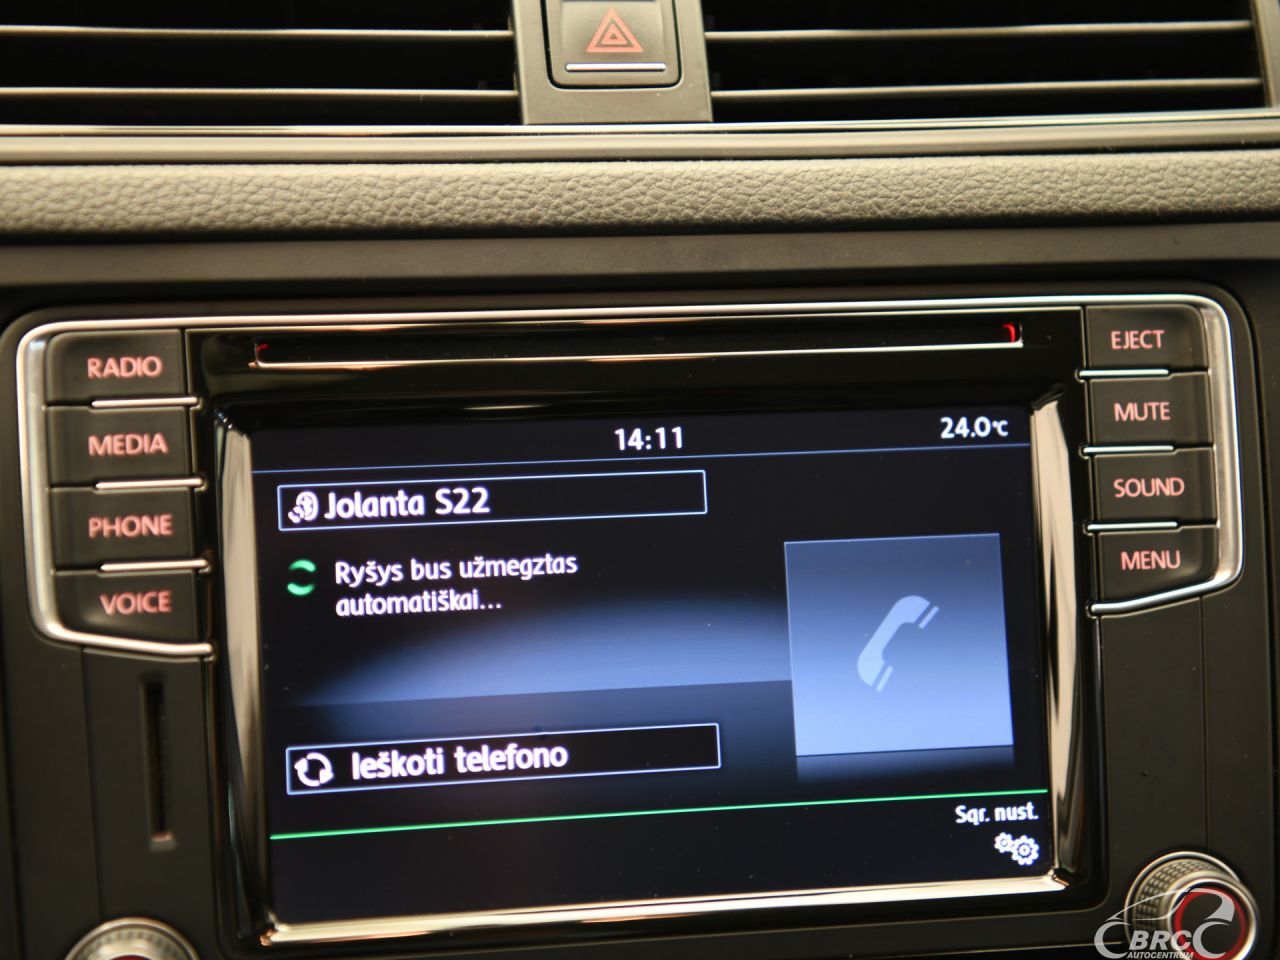 RADIO
MEDIA
PHONE
VOICE
EJECT
MUTE
SOUND
MENU
14:11
24.0°C
Jolanta S22
Ryšys bus užmegztas
automatiškai...
Ieškoti telefono
Sąr. nust.
BRC
AUTOCENTRUM